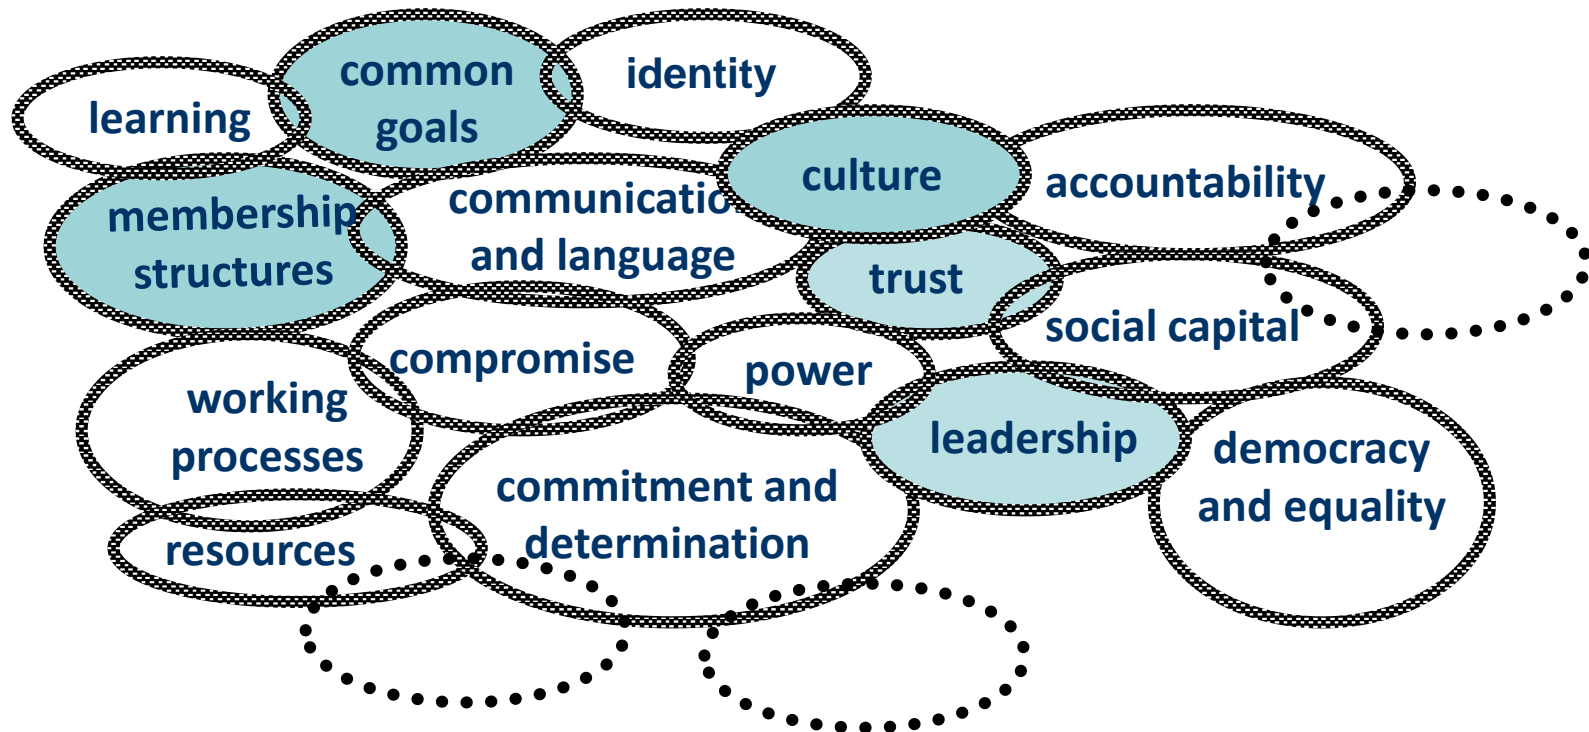 common
goals
identity
learning
culture
accountability
membership
structures
communicatio
and language
trust
social capital
compromise
power
working
processes
leadership
democracy
and equality
commitment and
determination
resources